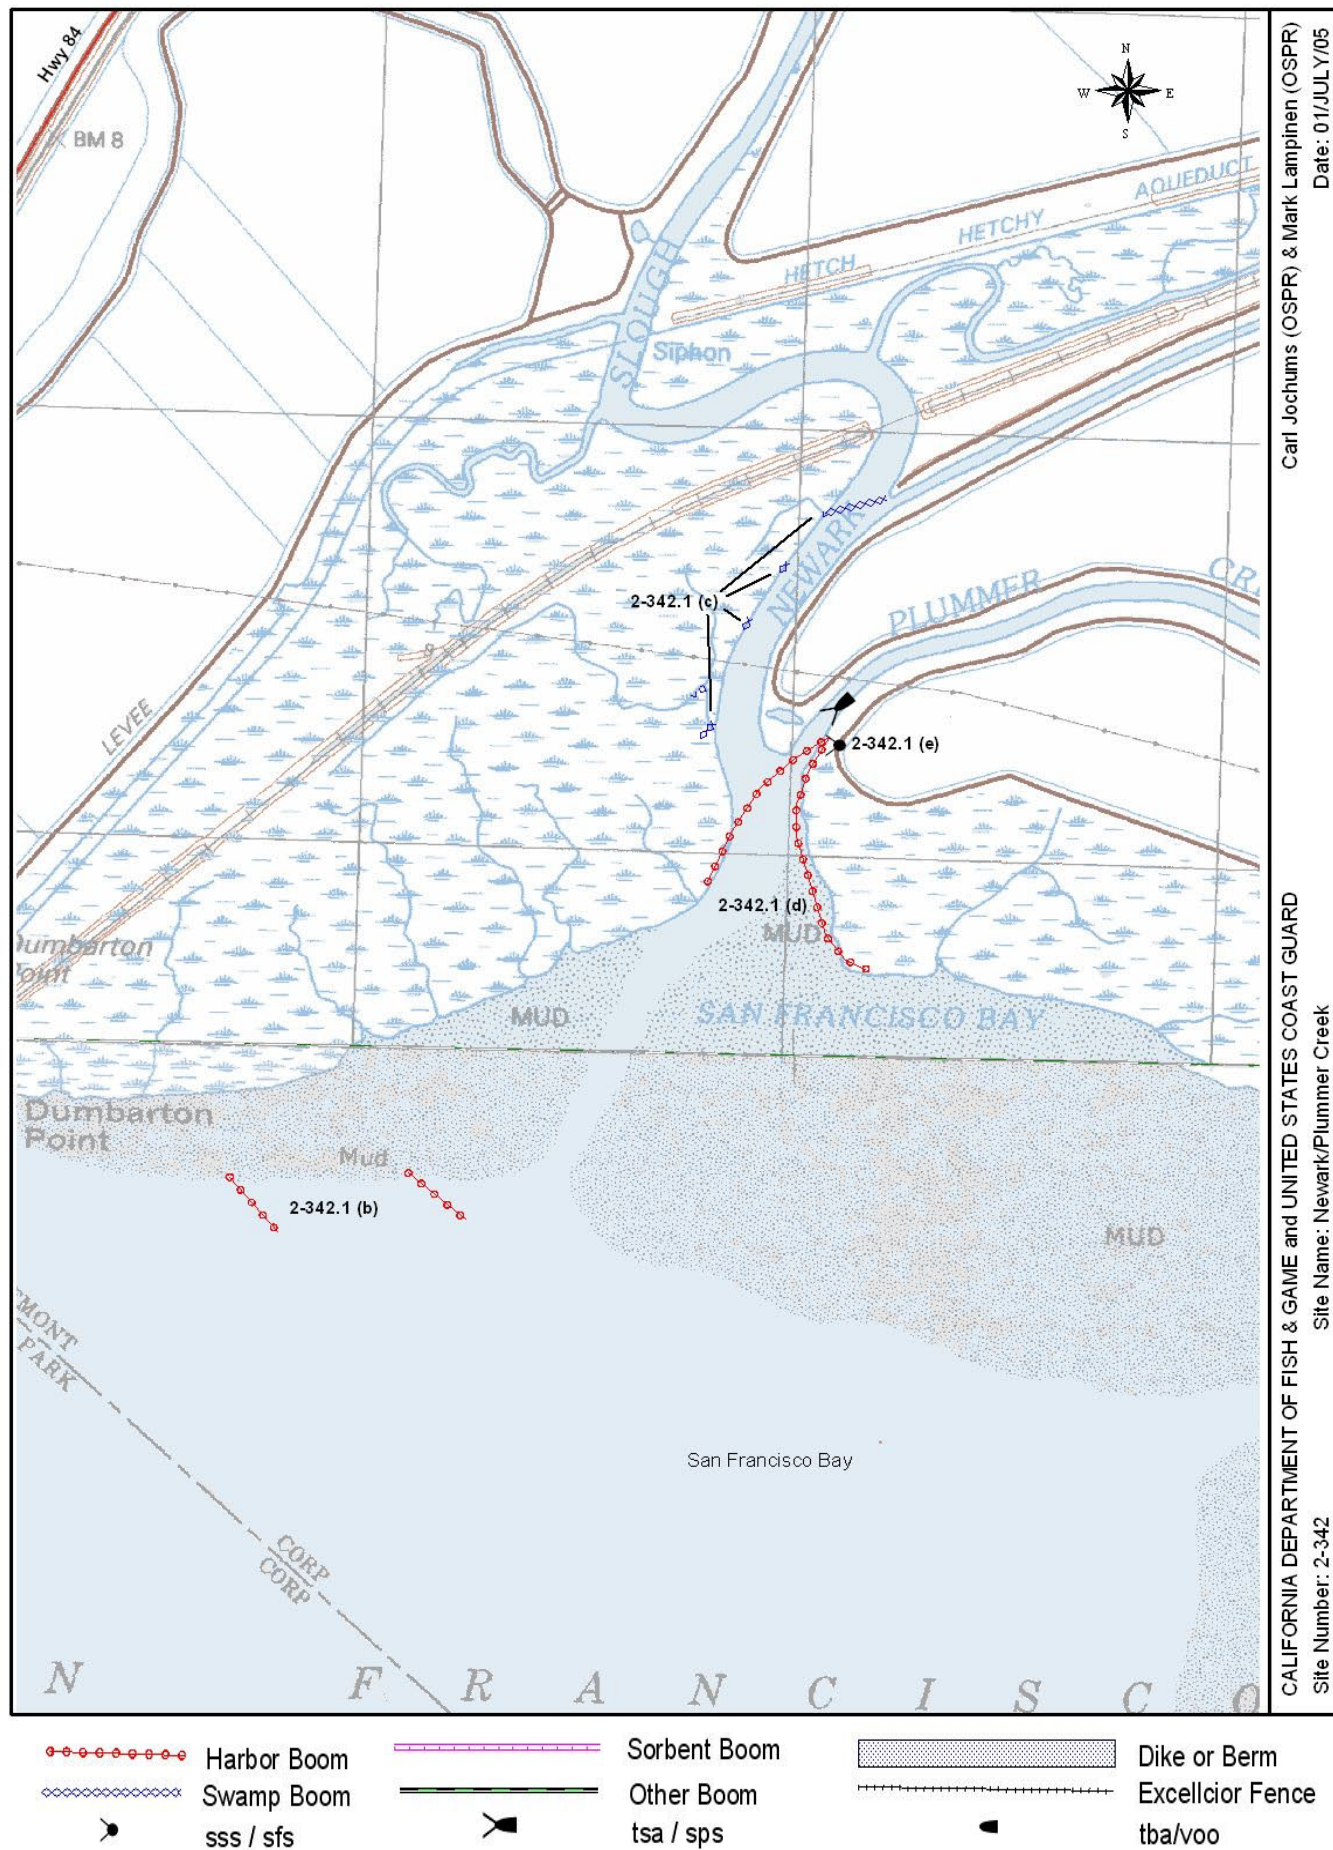 Hwy 84
BM 8
N
W
E
S
AQUEDUCT
HETCHY
HETCH
SLOUGH
Siphon
NEWARK
2-342.1 (c)
PLUMMER
CR
LEVEE
2-342.1 (e)
2-342.1 (d)
MUD
Dumbarton
Point
MUD
SAN FRANCISCO BAY
Dumbarton
Point
Mud
2-342.1 (b)
MUD
EMONT
PARK
San Francisco Bay
CORP
CORP
N FRANCISCO
Carl Jochums (OSPR) & Mark Lampinen (OSPR)
Date: 01/JULY/05
CALIFORNIA DEPARTMENT OF FISH & GAME and UNITED STATES COAST GUARD
Site Name: Newark/Plummer Creek
Site Number: 2-342
Harbor Boom
Sorbent Boom
Dike or Berm
Swamp Boom
Other Boom
Excellcior Fence
sss / sfs
tsa / sps
tba/voo